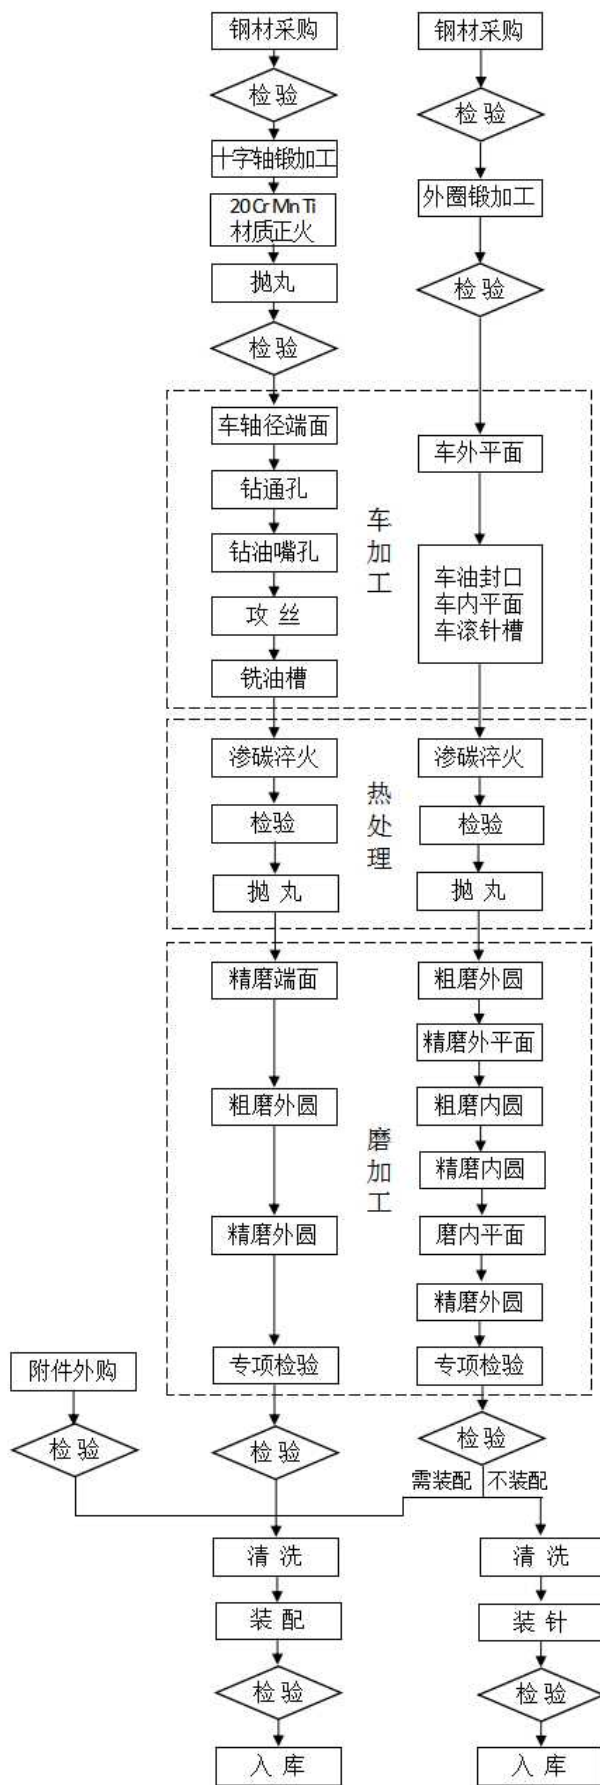 钢材采购
检验
十字轴锻加工
20CrMnTi
材质正火
抛丸
检验
钢材采购
检验
外圈锻加工
检验
车轴径端面
钻通孔
钻油嘴孔
攻丝
铣油槽
车加工
车外平面
车油封口
车内平面
车滚针槽
渗碳淬火
检验
抛丸
热处理
渗碳淬火
检验
抛丸
精磨端面
粗磨外圆
精磨外圆
专项检验
磨加工
粗磨外圆
精磨外平面
粗磨内圆
精磨内圆
磨内平面
精磨外圆
专项检验
附件外购
检验
检验
检验
需装配
不装配
清洗
装配
检验
入库
清洗
装针
检验
入库